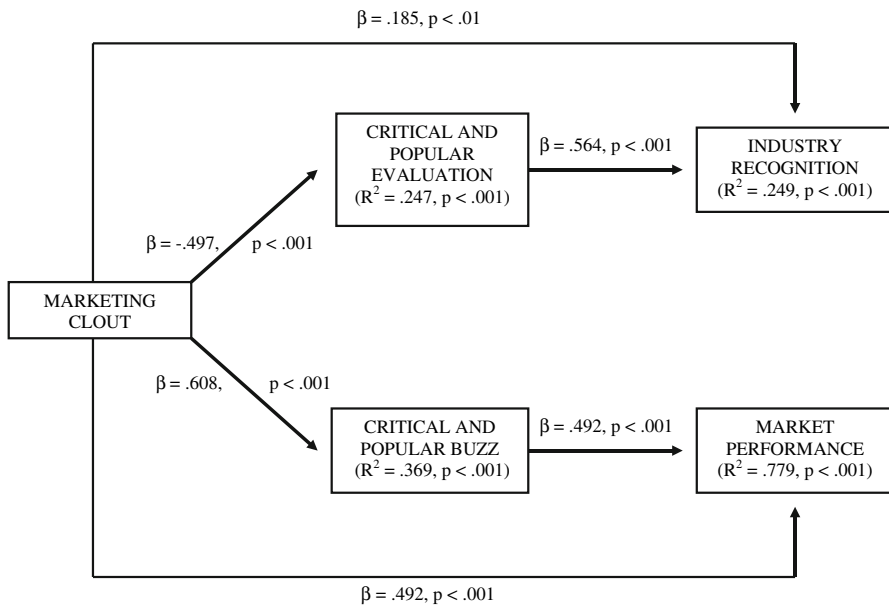 β = .185, p < .01
CRITICAL AND
POPULAR
EVALUATION
(R² = .247, p < .001)
β = .564, p < .001
INDUSTRY
RECOGNITION
(R² = .249, p < .001)
β = -.497, p < .001
MARKETING
CLOUT
β = .608, p < .001
CRITICAL AND
POPULAR BUZZ
(R² = .369, p < .001)
β = .492, p < .001
MARKET
PERFORMANCE
(R² = .779, p < .001)
β = .492, p < .001